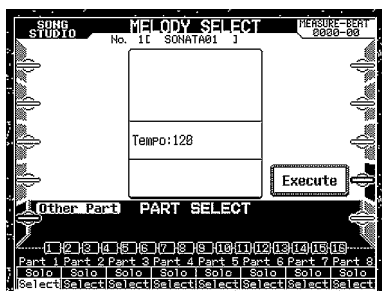 SONG STUDIO
MELODY SELECT
MEASURE-BEAT
0020-00
No. 1[ SONATA01 ]
Tempo:120
Execute
Other Part PART SELECT
1 2 3 4 5 6 7 8 9 10 11 12 13 14 15 16
Part 1 Part 2 Part 3 Part 4 Part 5 Part 6 Part 7 Part 8
Solo Solo Solo Solo Solo Solo Solo Solo
Select Select Select Select Select Select Select Select